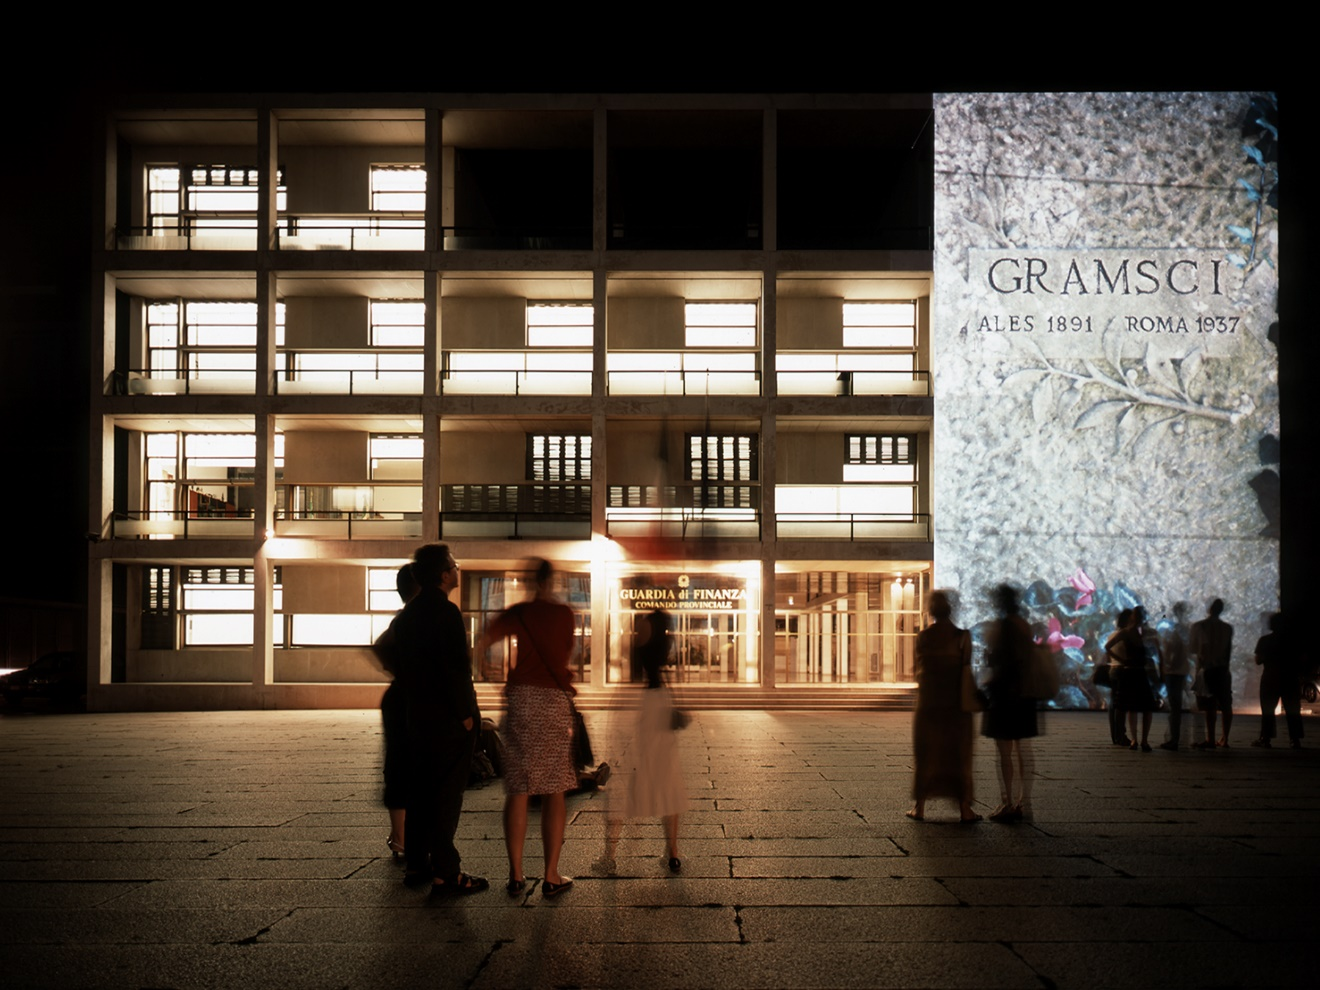 GRAMSCI
ALES 1891 ROMA 1937
GUARDIA di FINANZA
COMANDO PROVINCIALE